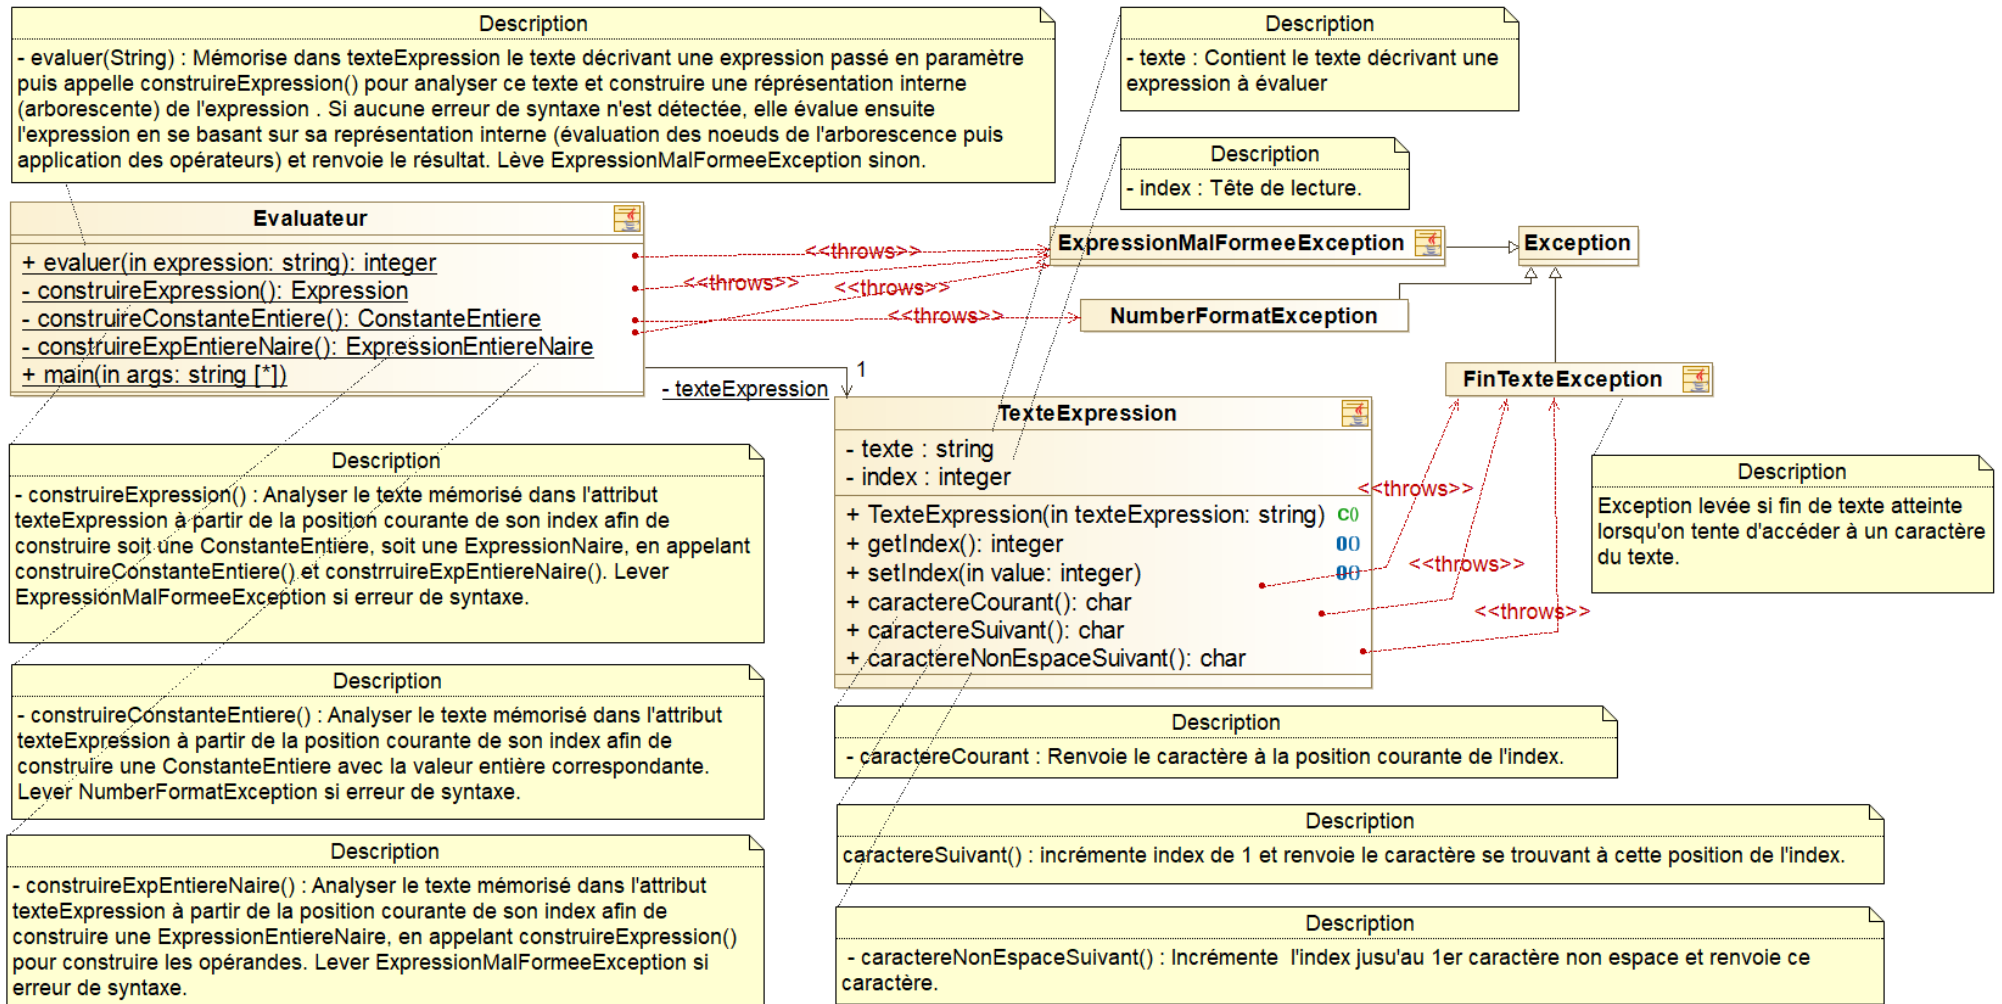 Description
- evaluer(String) : Mémorise dans texteExpression le texte décrivant une expression passé en paramètre
puis appelle construireExpression() pour analyser ce texte et construire une réprésentation interne
(arborescente) de l'expression . Si aucune erreur de syntaxe n'est détectée, elle évalue ensuite
l'expression en se basant sur sa représentation interne (évaluation des noeuds de l'arborescence puis
application des opérateurs) et renvoie le résultat. Lève ExpressionMalFormeeException sinon.
Description
- texte : Contient le texte décrivant une
expression à évaluer
Description
- index : Tête de lecture.
Evaluateur
+ evaluer(in expression: string): integer
- construireExpression(): Expression
- construireConstanteEntiere(): ConstanteEntiere
- construireExpEntiereNaire(): ExpressionEntiereNaire
+ main(in args: string [*])
<<throws>>
<<throws>>
<<throws>>
<<throws>>
ExpressionMalFormeeException
Exception
NumberFormatException
FinTexteException
1
- texteExpression
TexteExpression
- texte : string
- index : integer
+ TexteExpression(in texteExpression: string)
+ getIndex(): integer
+ setIndex(in value: integer)
+ caractereCourant(): char
+ caractereSuivant(): char
+ caractereNonEspaceSuivant(): char
<<throws>>
<<throws>>
<<throws>>
Description
Exception levée si fin de texte atteinte
lorsqu'on tente d'accéder à un caractère
du texte.
Description
- construireExpression() : Analyser le texte mémorisé dans l'attribut
texteExpression à partir de la position courante de son index afin de
construire soit une ConstanteEntiere, soit une ExpressionNaire, en appelant
construireConstanteEntiere() et constrruireExpEntiereNaire(). Lever
ExpressionMalFormeeException si erreur de syntaxe.
Description
- construireConstanteEntiere() : Analyser le texte mémorisé dans l'attribut
texteExpression à partir de la position courante de son index afin de
construire une ConstanteEntiere avec la valeur entière correspondante.
Lever NumberFormatException si erreur de syntaxe.
Description
- construireExpEntiereNaire() : Analyser le texte mémorisé dans l'attribut
texteExpression à partir de la position courante de son index afin de
construire une ExpressionEntiereNaire, en appelant construireExpression()
pour construire les opérandes. Lever ExpressionMalFormeeException si
erreur de syntaxe.
Description
- caractereCourant : Renvoie le caractère à la position courante de l'index.
Description
caractereSuivant() : incrémente index de 1 et renvoie le caractère se trouvant à cette position de l'index.
Description
- caractereNonEspaceSuivant() : Incrémente l'index jusu'au 1er caractère non espace et renvoie ce
caractère.